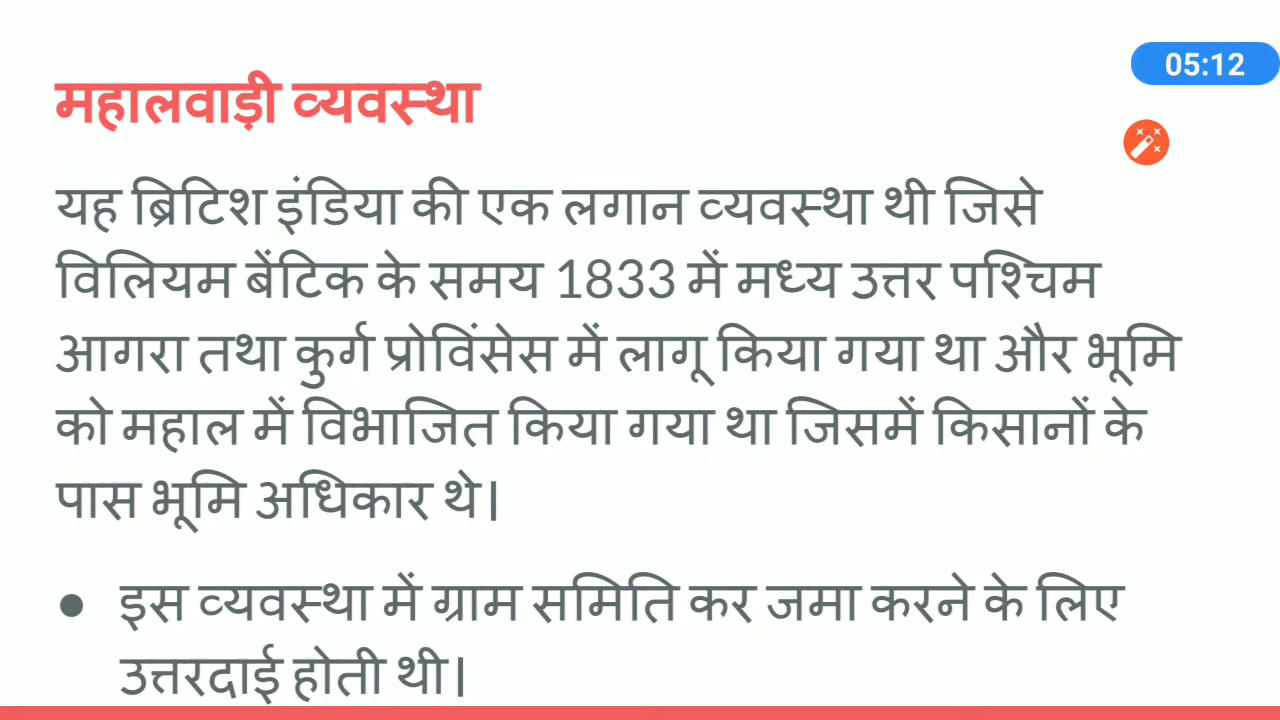 05:12
महालवाड़ी व्यवस्था
यह ब्रिटिश इंडिया की एक लगान व्यवस्था थी जिसे
विलियम बेंटिक के समय 1833 में मध्य उत्तर पश्चिम
आगरा तथा कुर्ग प्रोविंसेस में लागू किया गया था और भूमि
को महाल में विभाजित किया गया था जिसमें किसानों के
पास भूमि अधिकार थे।
● इस व्यवस्था में ग्राम समिति कर जमा करने के लिए
उत्तरदाई होती थी।